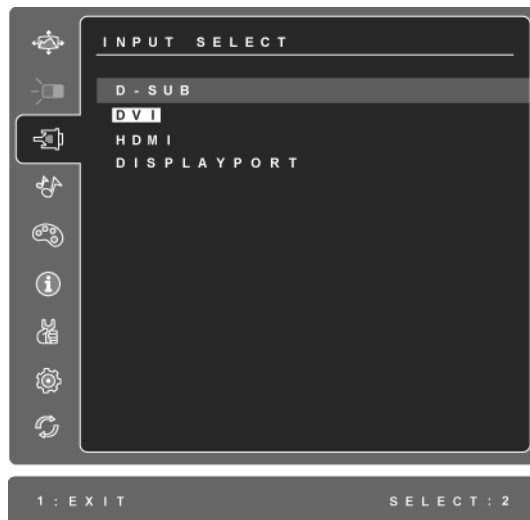 INPUT SELECT
D-SUB
DVI
HDMI
DISPLAYPORT
1:EXIT SELECT:2